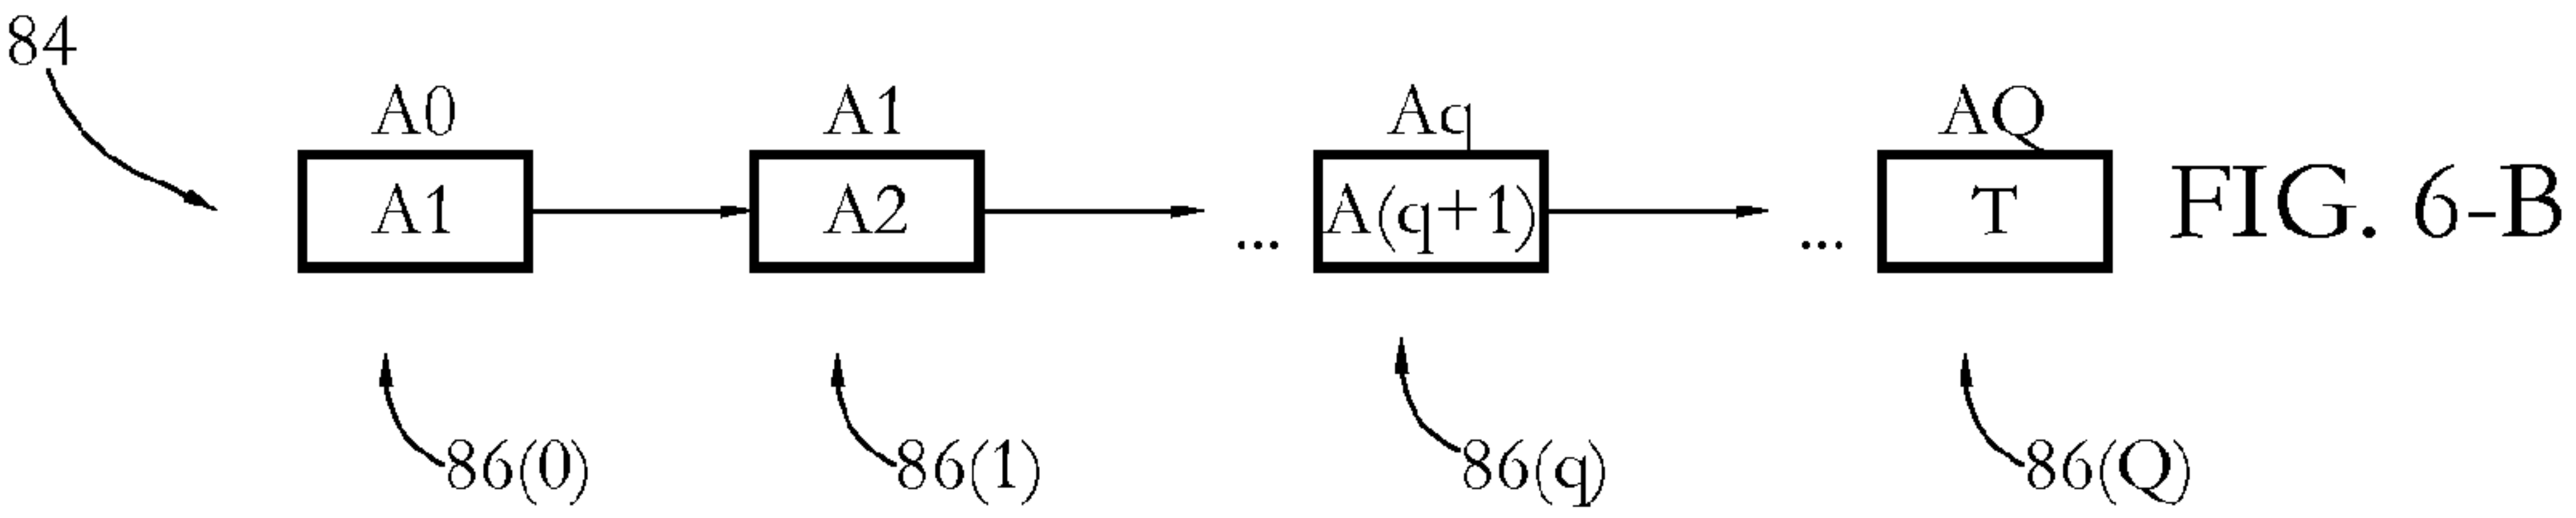 84
A0 A1 Aq AQ
A1 A2 ... A(q+1) ... T FIG. 6-B
86(0) 86(1) 86(q) 86(Q)